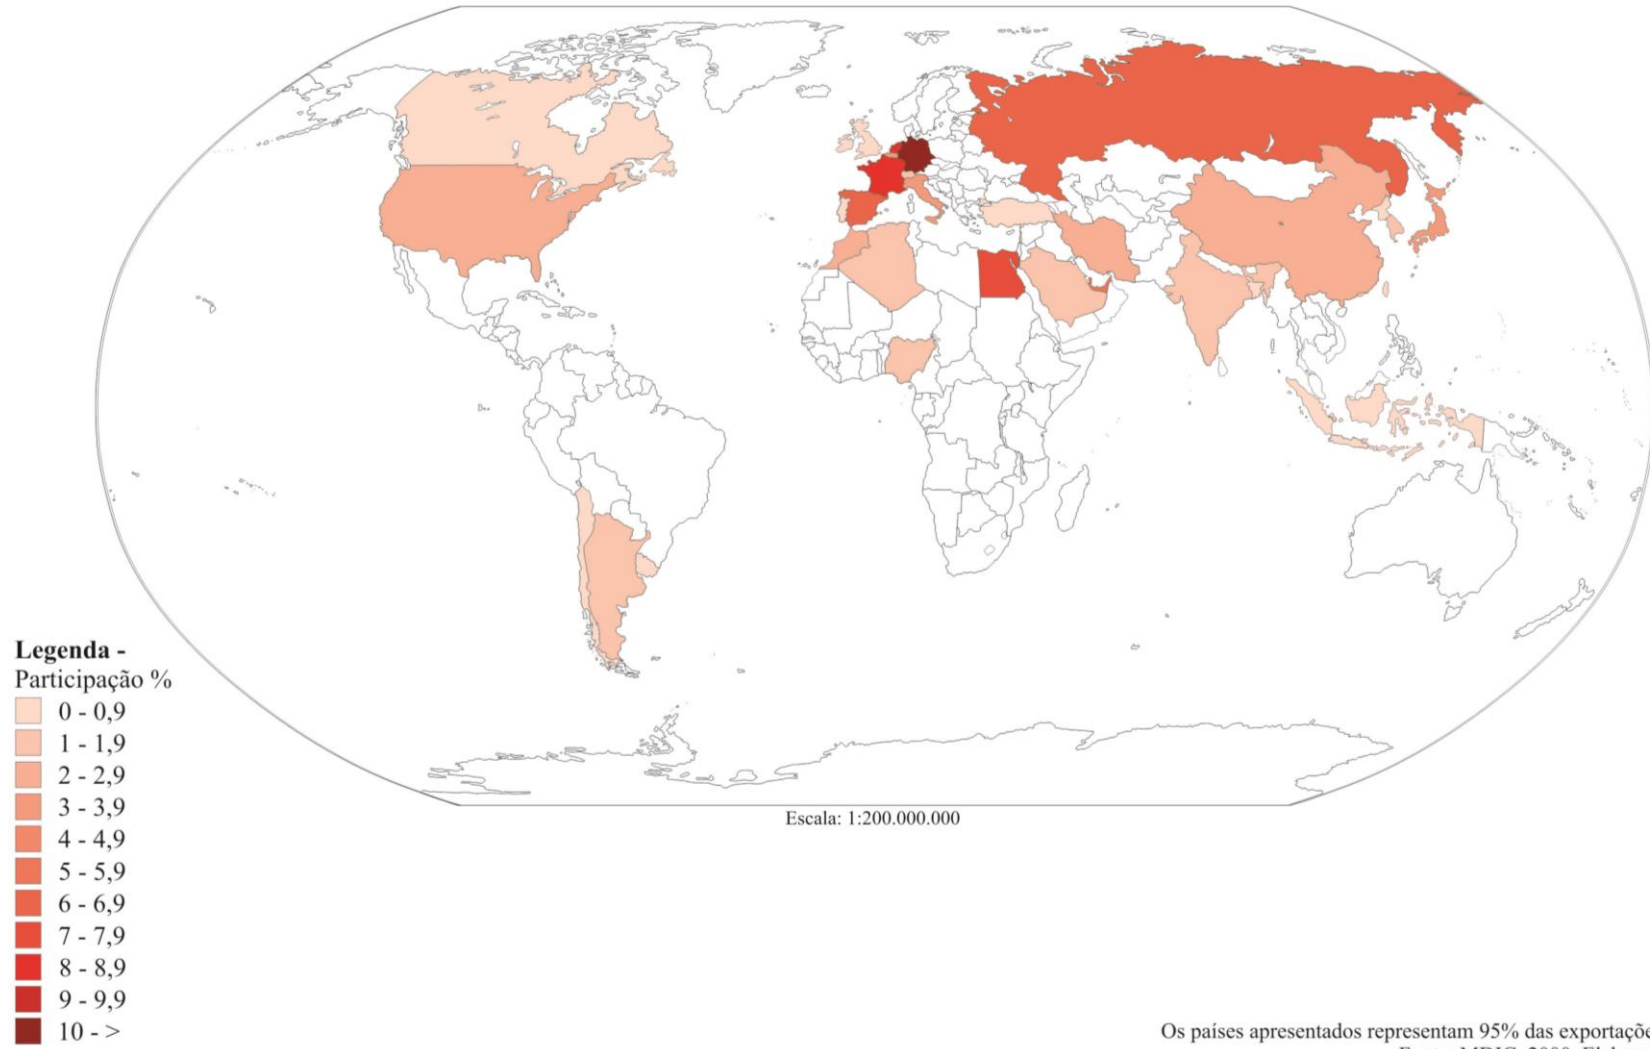 Legenda -
Participação %
0 - 0,9
1 - 1,9
2 - 2,9
3 - 3,9
4 - 4,9
5 - 5,9
6 - 6,9
7 - 7,9
8 - 8,9
9 - 9,9
10 - >
Escala: 1:200.000.000
Os países apresentados representam 95% das exportaçõe